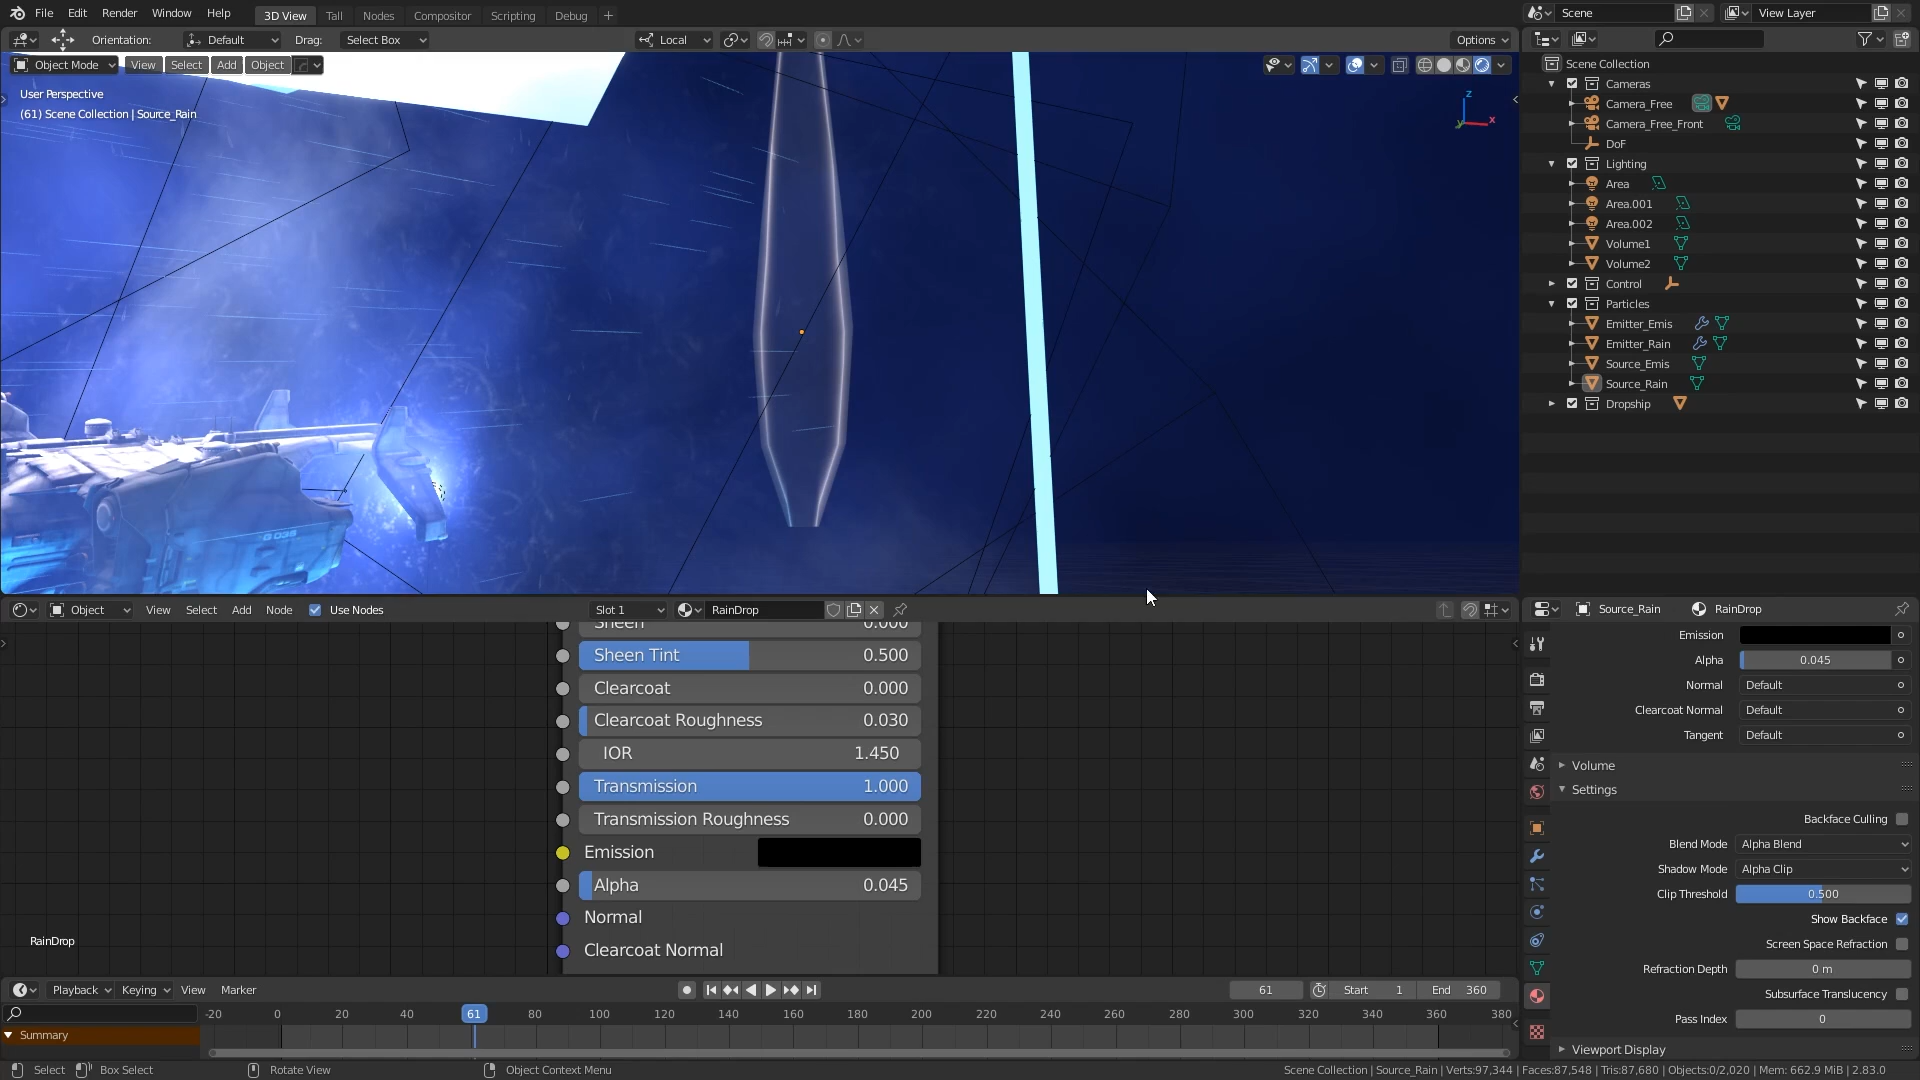 File Edit Render Window Help 3D View Tall Nodes Compositor Scripting Debug +
Scene View Layer
Orientation: Default Drag: Select Box Local Options
Object Mode View Select Add Object
User Perspective
(61) Scene Collection | Source_Rain
Z
X
Y
G 035
Scene Collection
Cameras
Camera_Free
Camera_Free_Front
DoF
Lighting
Area
Area.001
Area.002
Volume1
Volume2
Control
Particles
Emitter_Emis
Emitter_Rain
Source_Emis
Source_Rain
Dropship
Object View Select Add Node Use Nodes Slot 1 RainDrop
Sheen 0.000
Sheen Tint 0.500
Clearcoat 0.000
Clearcoat Roughness 0.030
IOR 1.450
Transmission 1.000
Transmission Roughness 0.000
Emission
Alpha 0.045
Normal
Clearcoat Normal
RainDrop
Source_Rain RainDrop
Emission
Alpha 0.045
Normal Default
Clearcoat Normal Default
Tangent Default
Volume
Settings
Backface Culling
Blend Mode Alpha Blend
Shadow Mode Alpha Clip
Clip Threshold 0.500
Show Backface
Screen Space Refraction
Refraction Depth 0 m
Subsurface Translucency
Pass Index 0
Viewport Display
Playback Keying View Marker 61 Start 1 End 360
-20 0 20 40 61 80 100 120 140 160 180 200 220 240 260 280 300 320 340 360 380
Summary
Select Box Select Rotate View Object Context Menu Scene Collection | Source_Rain | Verts:97,344 | Faces:87,548 | Tris:87,680 | Objects:0/2,020 | Mem: 662.9 MiB | 2.83.0